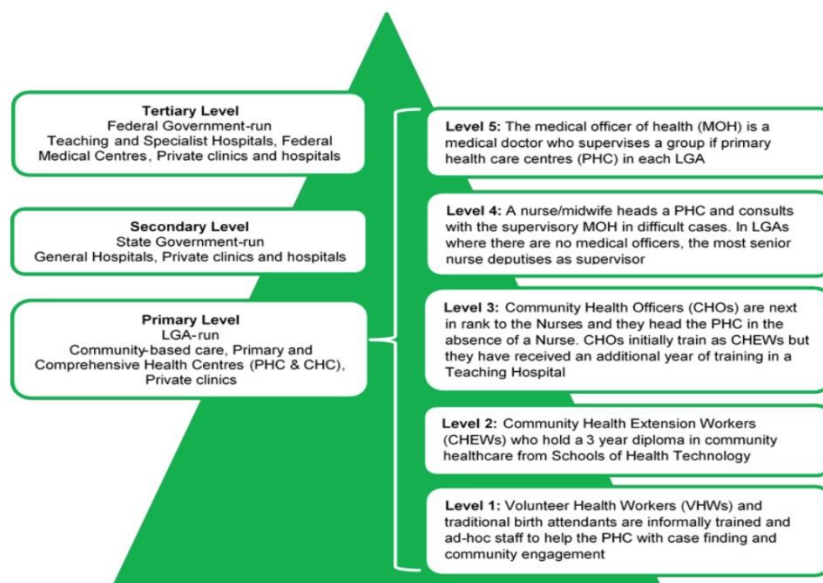 Tertiary Level
Federal Government-run
Teaching and Specialist Hospitals, Federal
Medical Centres, Private clinics and hospitals
Secondary Level
State Government-run
General Hospitals, Private clinics and hospitals
Primary Level
LGA-run
Community-based care, Primary and
Comprehensive Health Centres (PHC & CHC),
Private clinics
Level 5: The medical officer of health (MOH) is a
medical doctor who supervises a group if primary
health care centres (PHC) in each LGA
Level 4: A nurse/midwife heads a PHC and consults
with the supervisory MOH in difficult cases. In LGAs
where there are no medical officers, the most senior
nurse deputises as supervisor
Level 3: Community Health Officers (CHOs) are next
in rank to the Nurses and they head the PHC in the
absence of a Nurse. CHOs initially train as CHEWs but
they have received an additional year of training in a
Teaching Hospital
Level 2: Community Health Extension Workers
(CHEWs) who hold a 3 year diploma in community
healthcare from Schools of Health Technology
Level 1: Volunteer Health Workers (VHWs) and
traditional birth attendants are informally trained and
ad-hoc staff to help the PHC with case finding and
community engagement